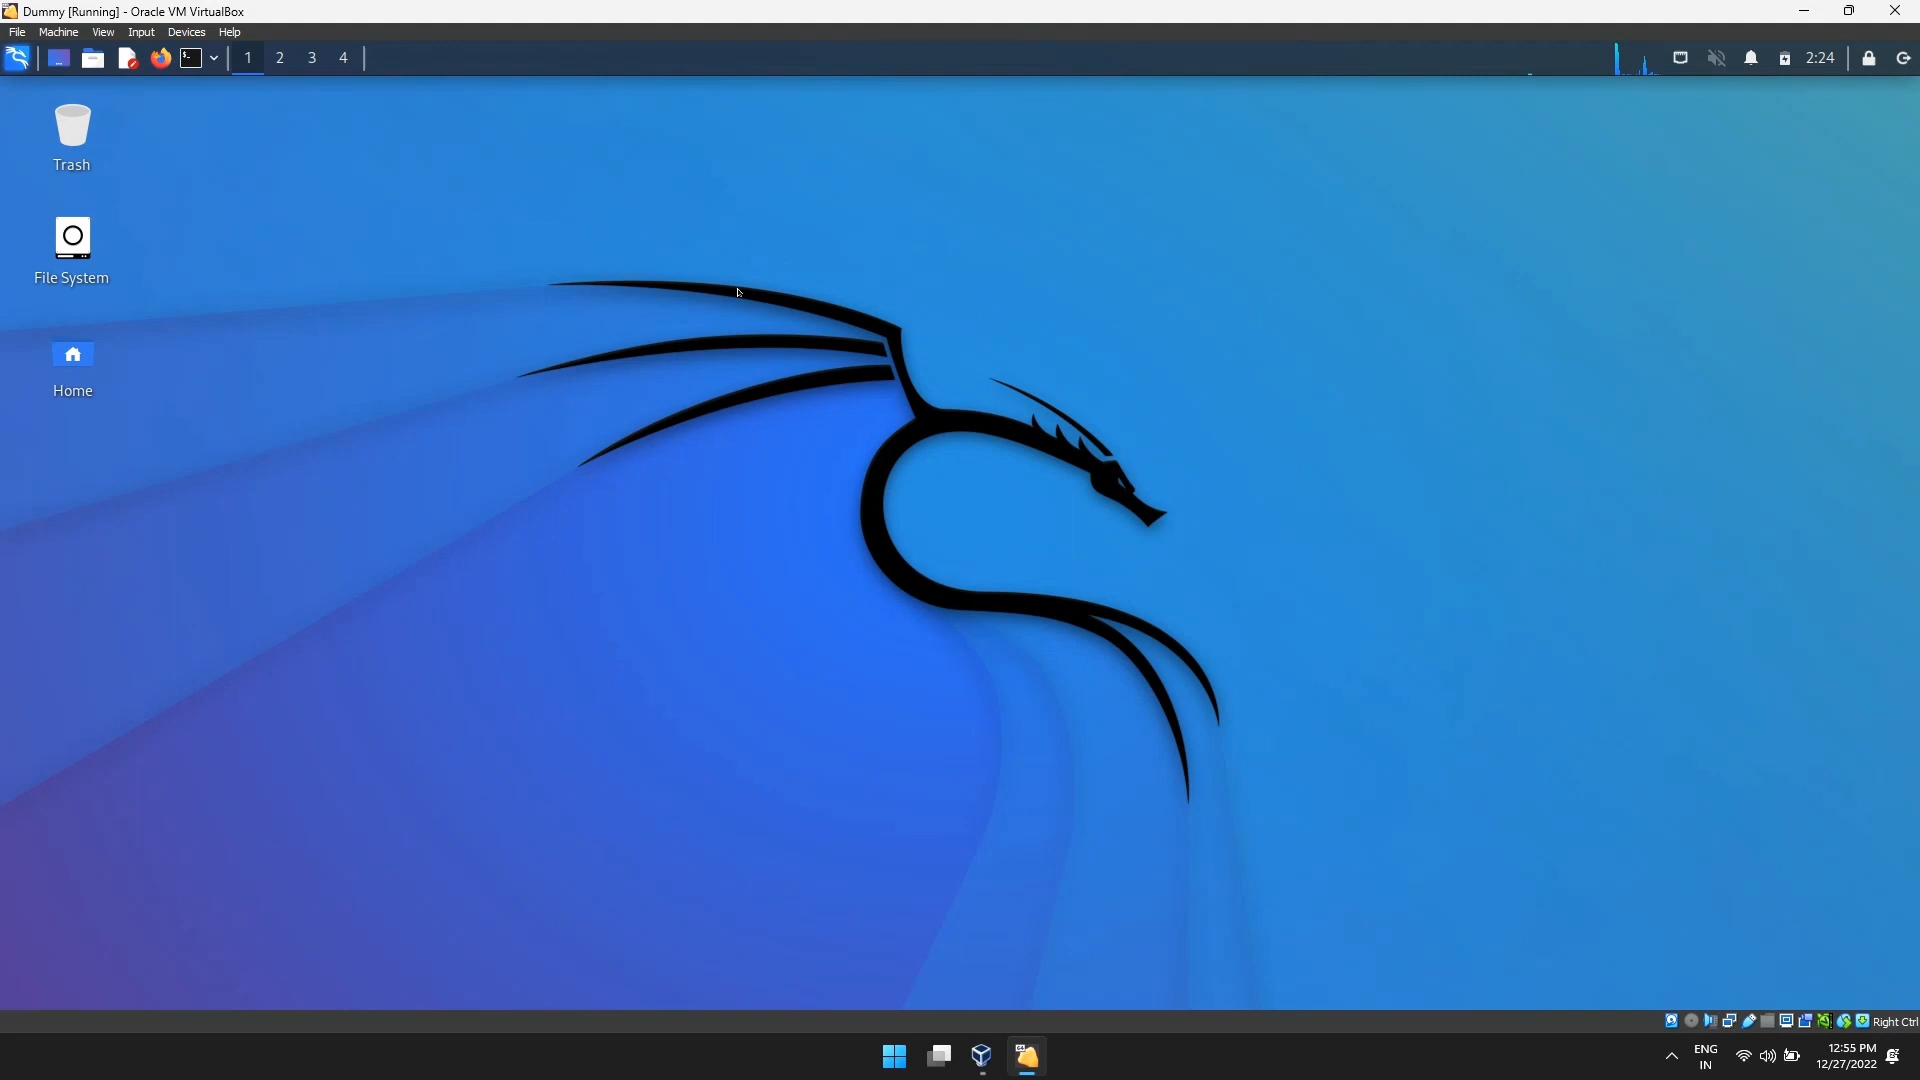 Dummy [Running] - Oracle VM VirtualBox
File Machine View Input Devices Help
1 2 3 4
2:24
Trash
File System
Home
Right Ctrl
ENG
IN
12:55 PM
12/27/2022